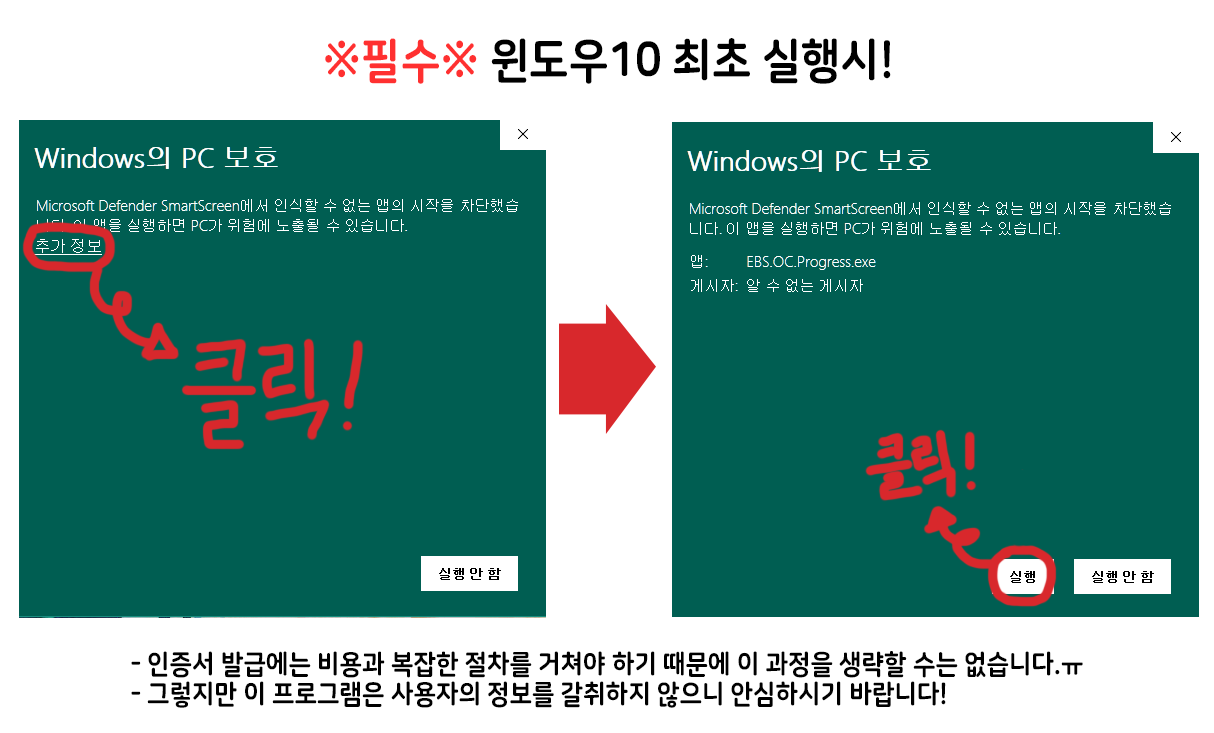 ※필수※ 윈도우10 최초 실행시!
Windows의 PC 보호
Microsoft Defender SmartScreen에서 인식할 수 없는 앱의 시작을 차단했습
니다. 이 앱을 실행하면 PC가 위험에 노출될 수 있습니다.
추가 정보
클릭!
실행 안 함
Windows의 PC 보호
Microsoft Defender SmartScreen에서 인식할 수 없는 앱의 시작을 차단했습
니다. 이 앱을 실행하면 PC가 위험에 노출될 수 있습니다.
앱: EBS.OC.Progress.exe
게시자: 알 수 없는 게시자
클릭!
실행 실행 안 함
- 인증서 발급에는 비용과 복잡한 절차를 거쳐야 하기 때문에 이 과정을 생략할 수는 없습니다.ㅠ
- 그렇지만 이 프로그램은 사용자의 정보를 갈취하지 않으니 안심하시기 바랍니다!